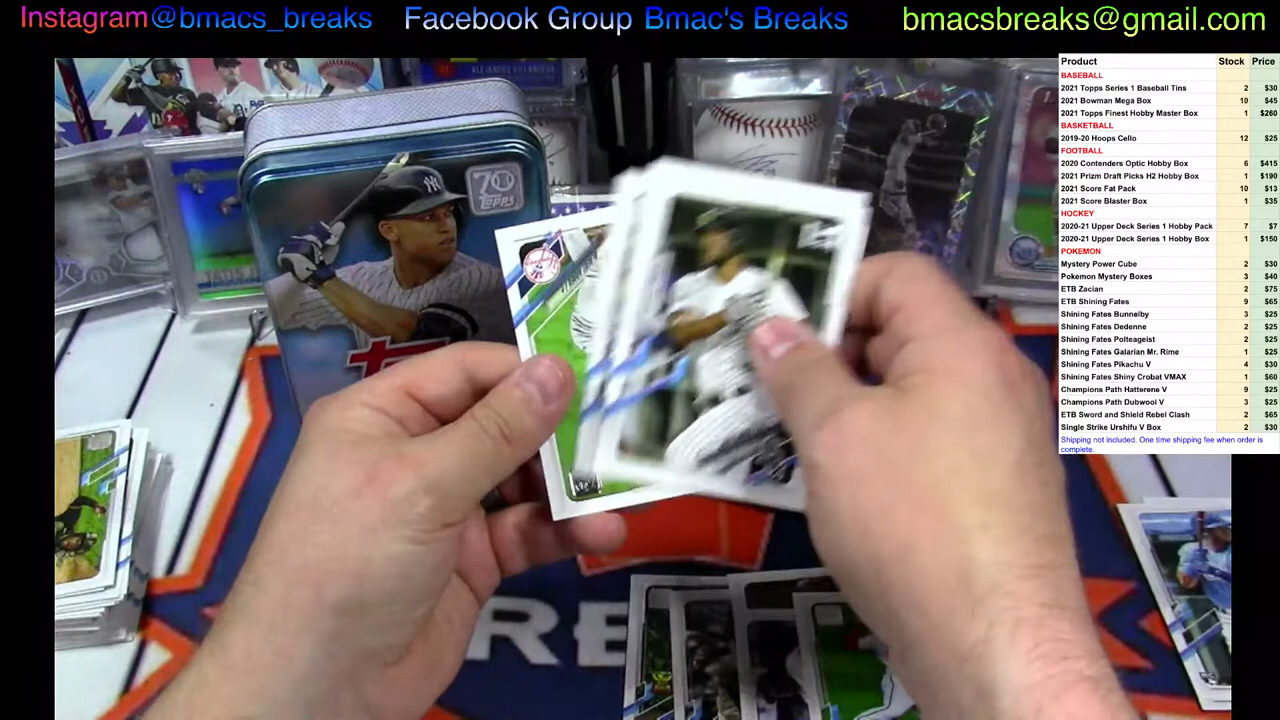 Instagram@bmacs_breaks Facebook Group Bmac's Breaks bmacsbreaks@gmail.com
Product Stock Price
BASEBALL
2021 Topps Series 1 Baseball Tins 2 $30
2021 Bowman Mega Box 10 $45
2021 Topps Finest Hobby Master Box 1 $260
BASKETBALL
2019-20 Hoops Cello 12 $25
FOOTBALL
2020 Contenders Optic Hobby Box 6 $415
2021 Prizm Draft Picks H2 Hobby Box 1 $190
2021 Score Fat Pack 10 $13
2021 Score Blaster Box 1 $35
HOCKEY
2020-21 Upper Deck Series 1 Hobby Pack 7 $7
2020-21 Upper Deck Series 1 Hobby Box 1 $150
POKEMON
Mystery Power Cube 2 $30
Pokemon Mystery Boxes 3 $40
ETB Zacian 2 $75
ETB Shining Fates 9 $65
Shining Fates Bunnelby 3 $25
Shining Fates Dedenne 2 $25
Shining Fates Polteageist 2 $25
Shining Fates Galarian Mr. Rime 1 $25
Shining Fates Pikachu V 4 $30
Shining Fates Shiny Crobat VMAX 1 $60
Champions Path Hatterene V 9 $25
Champions Path Dubwool V 3 $25
ETB Sword and Shield Rebel Clash 2 $65
Single Strike Urshifu V Box 2 $30
Shipping not included. One time shipping fee when order is
complete.
70
TOPPS
RE